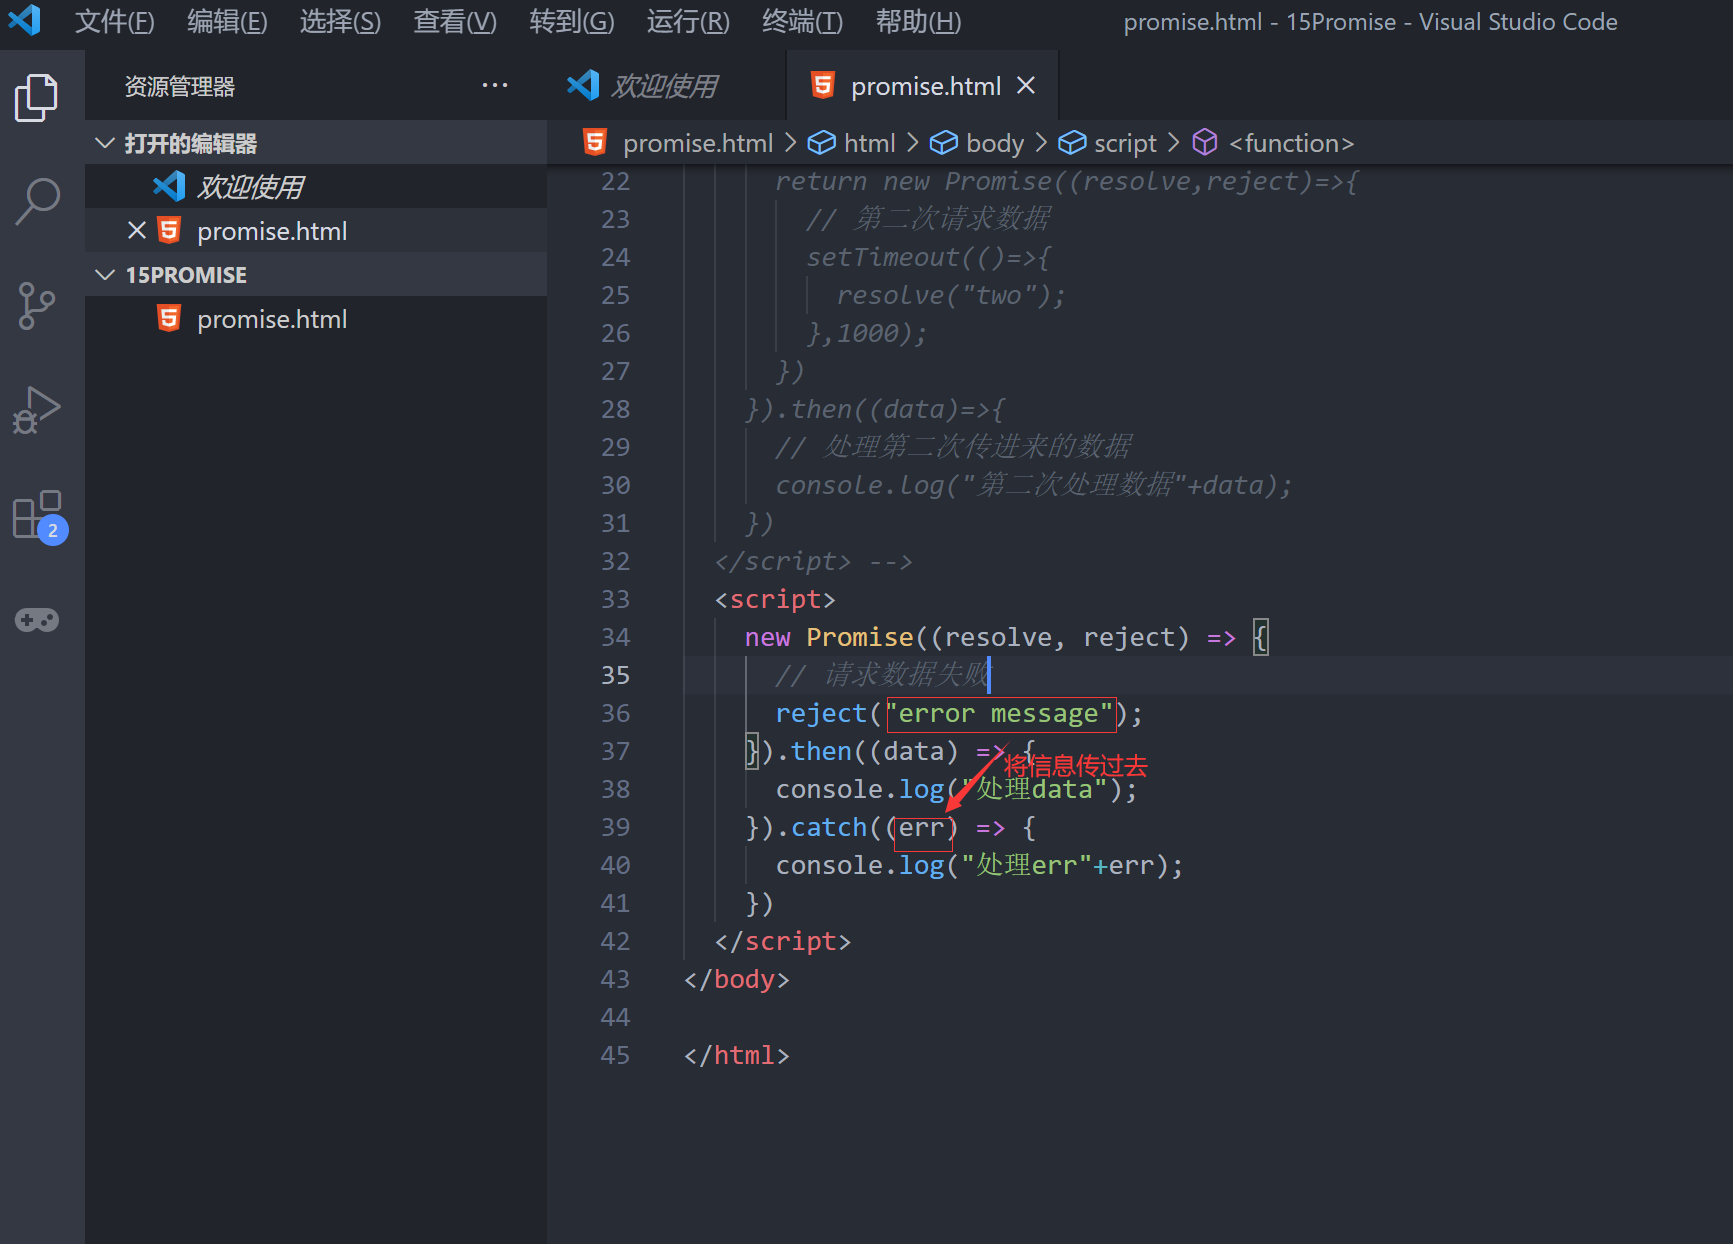 文件(F) 编辑(E) 选择(S) 查看(V) 转到(G) 运行(R) 终端(T) 帮助(H) promise.html - 15Promise - Visual Studio Code
资源管理器 ···
欢迎使用
promise.html
打开的编辑器
欢迎使用
promise.html
15PROMISE
promise.html
2
promise.html > html > body > script > <function>
22 return new Promise((resolve,reject)=>{
23 // 第二次请求数据
24 setTimeout(()=>{
25 resolve("two");
26 },1000);
27 })
28 }).then((data)=>{
29 // 处理第二次传进来的数据
30 console.log("第二次处理数据"+data);
31 })
32 </script> -->
33 <script>
34 new Promise((resolve, reject) => {
35 // 请求数据失败
36 reject("error message");
37 }).then((data) => {
将信息传过去
38 console.log("处理data");
39 }).catch((err) => {
40 console.log("处理err"+err);
41 })
42 </script>
43 </body>
44
45 </html>